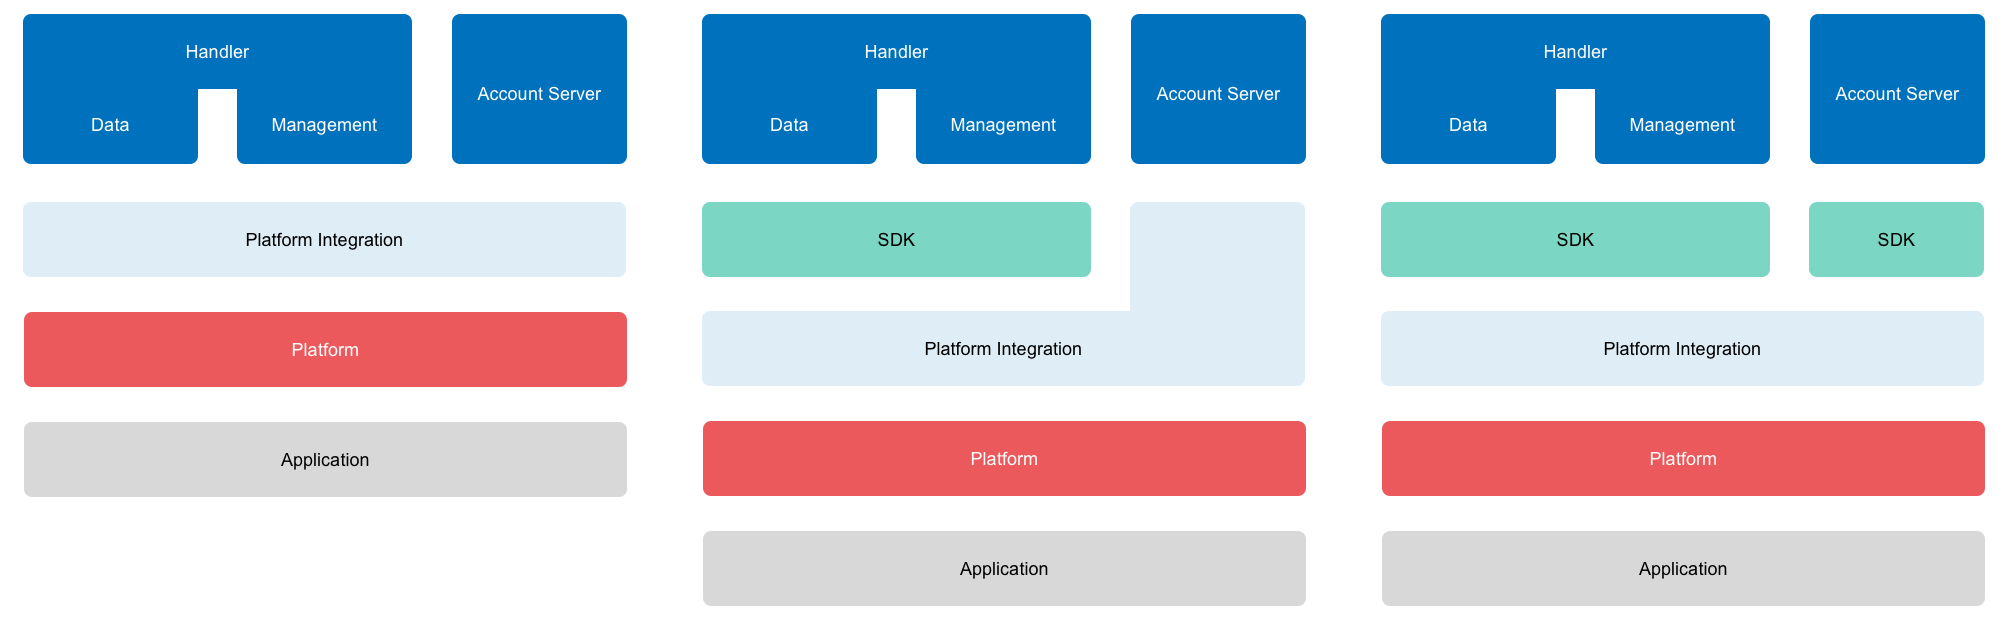 Handler
Data
Management
Account Server
Platform Integration
Platform
Application
Handler
Data
Management
Account Server
SDK
Platform Integration
Platform
Application
Handler
Data
Management
Account Server
SDK
SDK
Platform Integration
Platform
Application